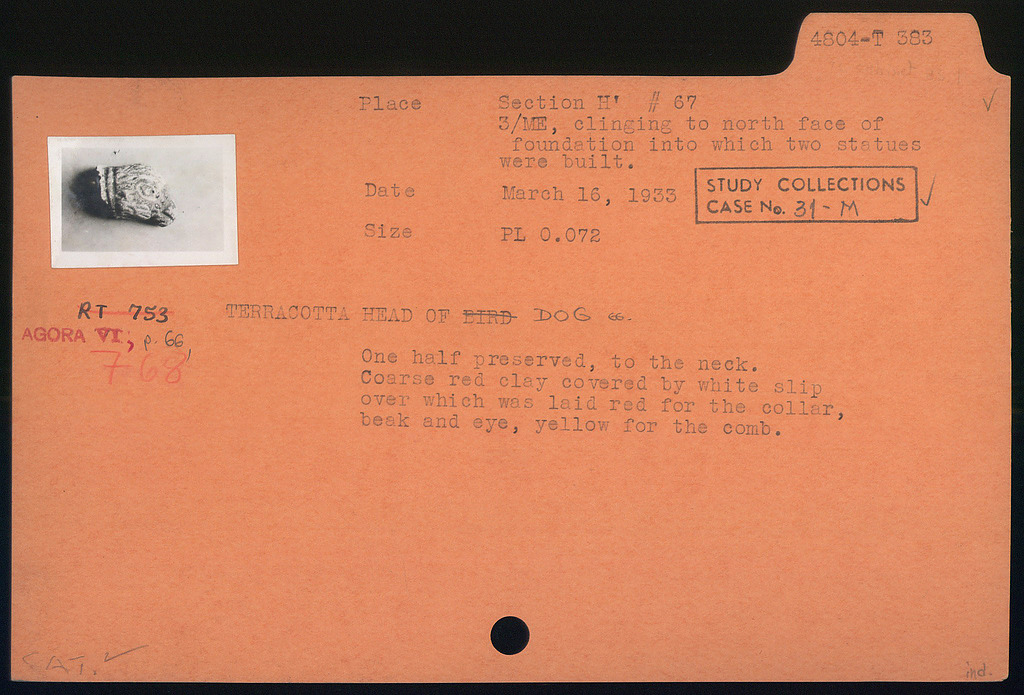 4804-T 383
Place Section H' # 67
3/ME, clinging to north face of
foundation into which two statues
were built.
Date March 16, 1933
STUDY COLLECTIONS
CASE No. 31-M
Size PL 0.072
RT 753
AGORA VI, p. 66
768
TERRACOTTA HEAD OF BIRD DOG
One half preserved, to the neck.
Coarse red clay covered by white slip
over which was laid red for the collar,
beak and eye, yellow for the comb.
CAT. ✓
ind.